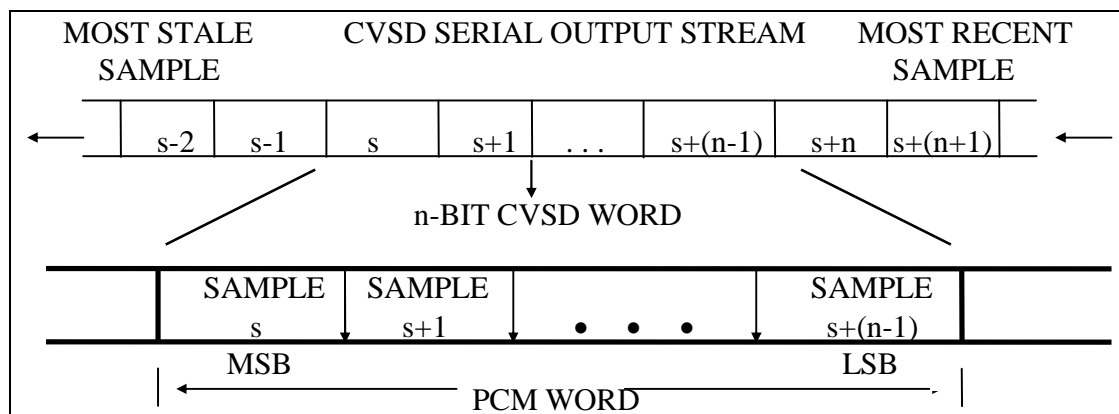 MOST STALE CVSD SERIAL OUTPUT STREAM MOST RECENT
SAMPLE SAMPLE
s-2 s-1 s s+1 . . . s+(n-1) s+n s+(n+1)
n-BIT CVSD WORD
SAMPLE SAMPLE SAMPLE
s s+1 • • • s+(n-1)
MSB LSB
PCM WORD